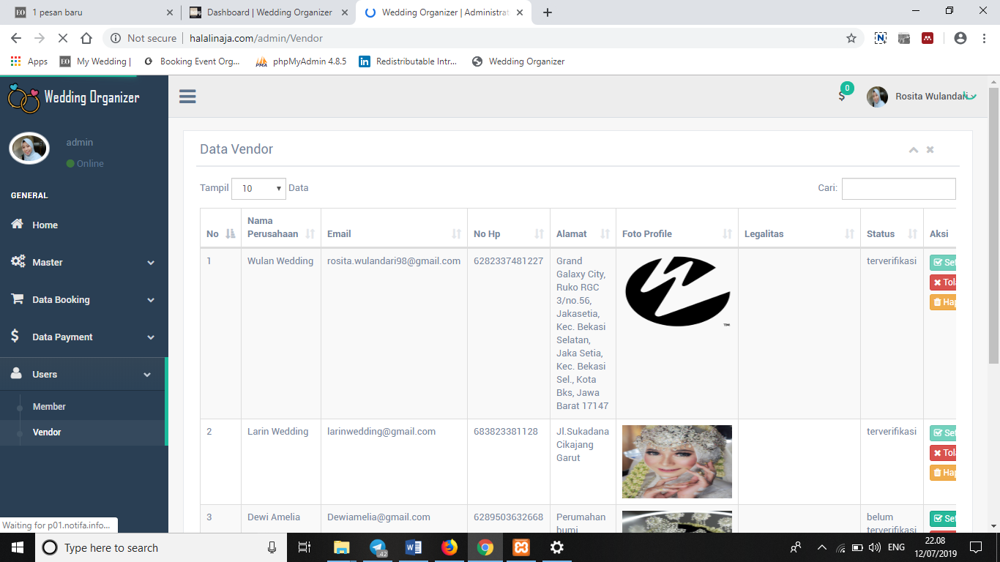 1 pesan baru
Dashboard | Wedding Organizer
Wedding Organizer | Administrat
Not secure
halalinaja.com/admin/Vendor
Apps
EO
My Wedding |
Booking Event Org...
phpMyAdmin 4.8.5
Redistributable Intr...
Wedding Organizer
Wedding Organizer
0
$
Rosita Wulandari
admin
Online
Data Vendor
GENERAL
Tampil 10 Data
Cari:
Home
No
Nama
Perusahaan
Email
No Hp
Alamat
Foto Profile
Legalitas
Status
Aksi
Master
1
Wulan Wedding
rosita.wulandari98@gmail.com
6282337481227
Grand
Galaxy City,
Ruko RGC
3/no.56,
Jakasetia,
Kec. Bekasi
Selatan,
Jaka Setia,
Kec. Bekasi
Sel., Kota
Bks, Jawa
Barat 17147
TM
terverifikasi
Set
Tola
Hap
Data Booking
$ Data Payment
Users
Member
Vendor
2
Larin Wedding
larinwedding@gmail.com
683823381128
Jl.Sukadana
Cikajang
Garut
terverifikasi
Set
Tola
Hap
3
Dewi Amelia
Dewiamelia@gmail.com
6289503632668
Perumahan
bumi
belum
terverifikasi
Set
Waiting for p01.notifa.info...
Type here to search
42
ENG
22.08
12/07/2019